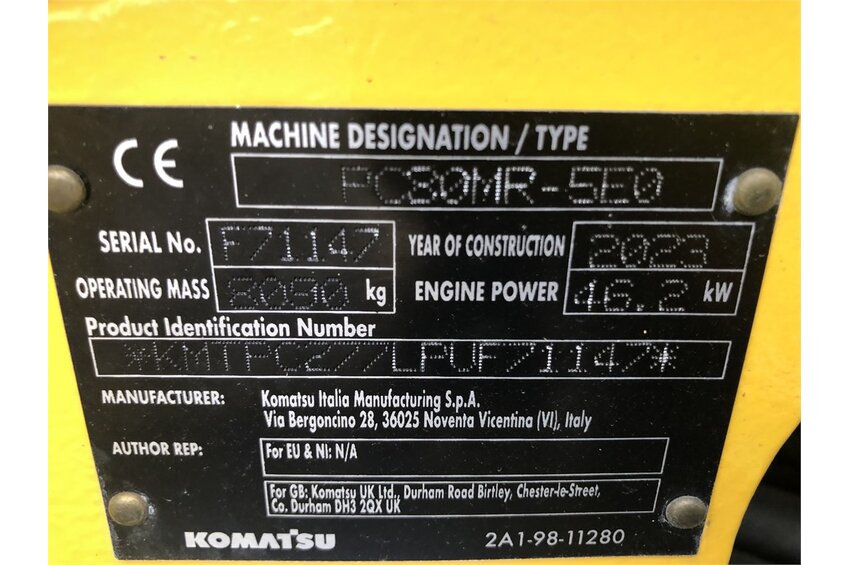 CE
MACHINE DESIGNATION / TYPE
PC80MR-5E0
SERIAL No. F71147 YEAR OF CONSTRUCTION 2023
OPERATING MASS 8090 kg ENGINE POWER 46.2 kW
Product Identification Number
*KMTPC277LPUF71147*
MANUFACTURER: Komatsu Italia Manufacturing S.p.A.
Via Bergoncino 28, 36025 Noventa Vicentina (VI), Italy
AUTHOR REP: For EU & NI: N/A
For GB: Komatsu UK Ltd., Durham Road Birtley, Chester-le-Street,
Co. Durham DH3 2QX UK
KOMATSU 2A1-98-11280